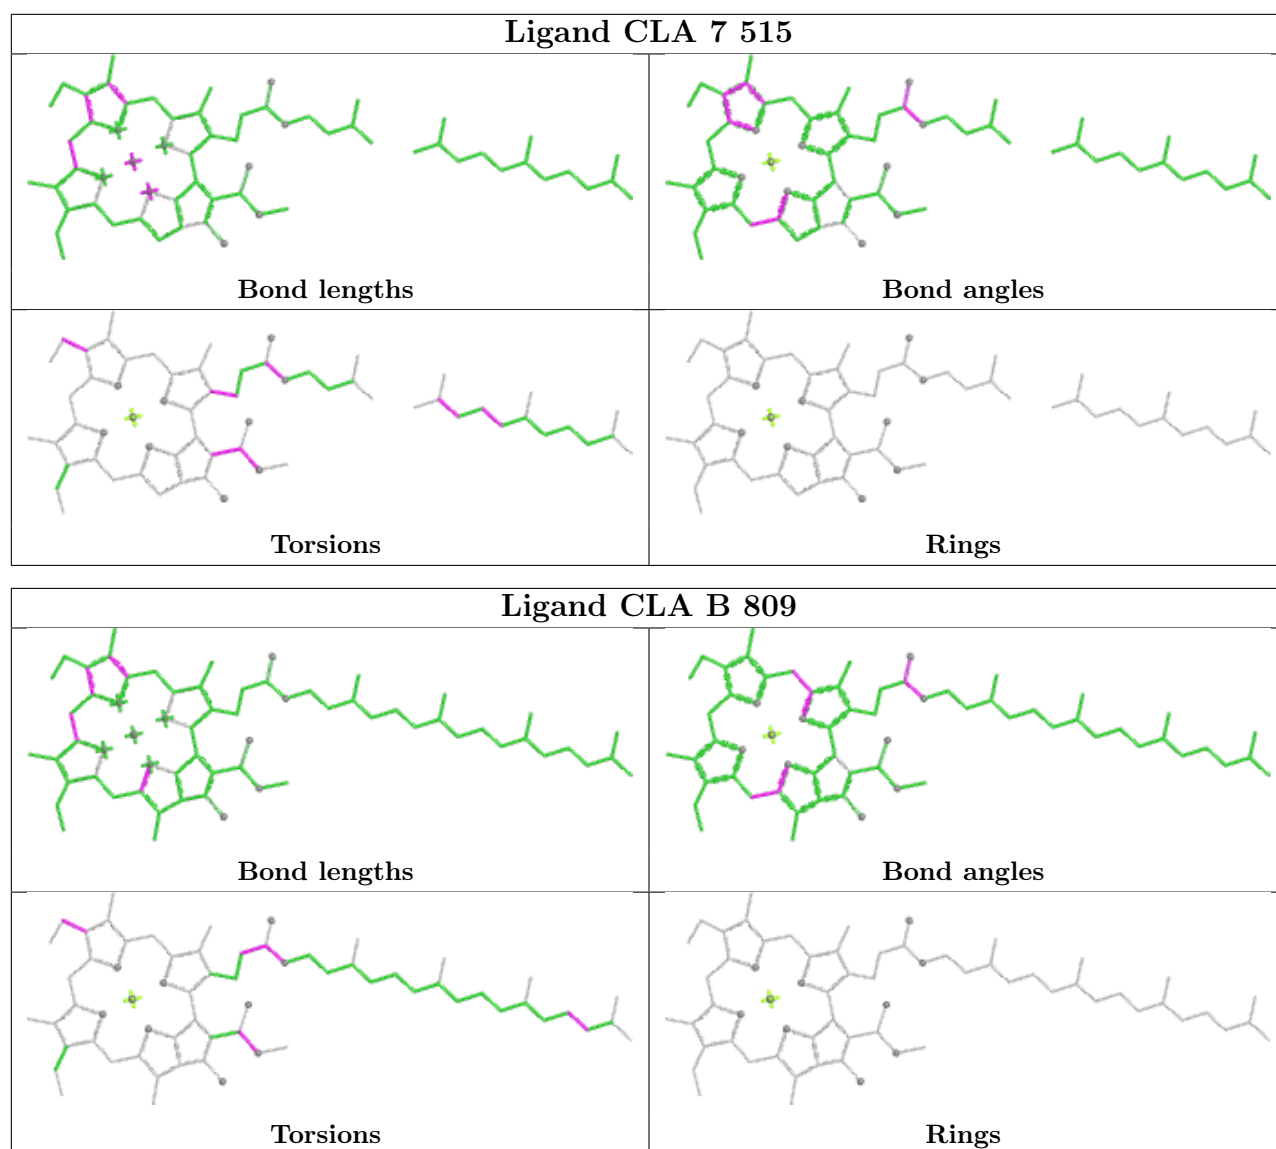 Ligand CLA 7 515
Bond lengths
Bond angles
Torsions
Rings
Ligand CLA B 809
Bond lengths
Bond angles
Torsions
Rings